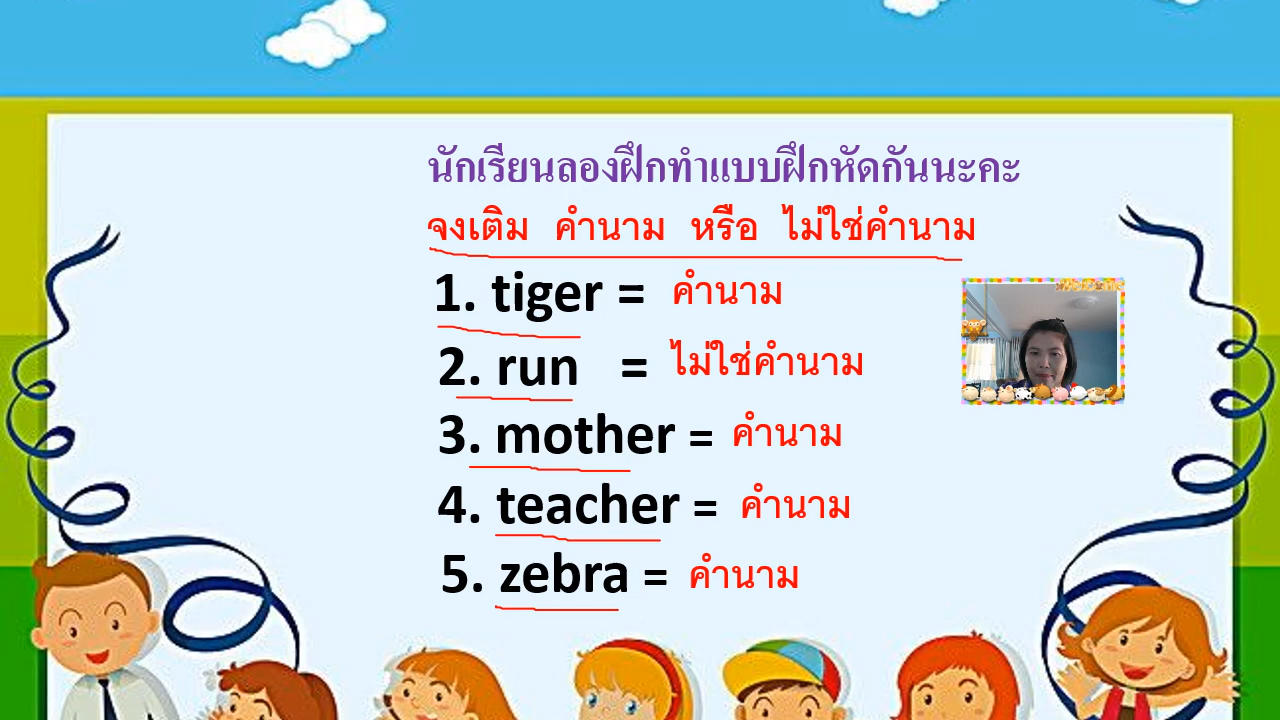 นักเรียนลองฝึกทำแบบฝึกหัดกันนะคะ
จงเติม คำนาม หรือ ไม่ใช่คำนาม
1. tiger = คำนาม
2. run = ไม่ใช่คำนาม
3. mother = คำนาม
4. teacher = คำนาม
5. zebra = คำนาม